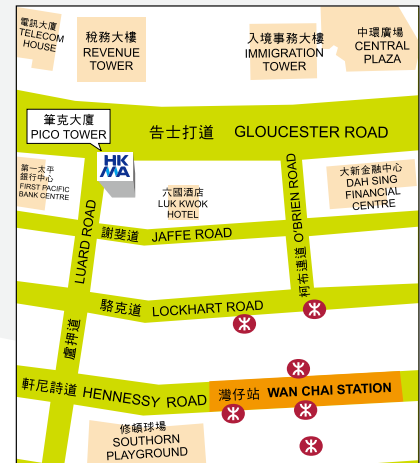 電訊大廈
TELECOM
HOUSE
稅務大樓
REVENUE
TOWER
入境事務大樓
IMMIGRATION
TOWER
中環廣場
CENTRAL
PLAZA
筆克大廈
PICO TOWER
告士打道 GLOUCESTER ROAD
HK
MA
第一太平
銀行中心
FIRST PACIFIC
BANK CENTRE
六國酒店
LUK KWOK
HOTEL
大新金融中心
DAH SING
FINANCIAL
CENTRE
柯布連道 O'BRIEN ROAD
盧押道 LUARD ROAD
謝斐道 JAFFE ROAD
駱克道 LOCKHART ROAD
軒尼詩道 HENNESSY ROAD
灣仔站 WAN CHAI STATION
修頓球場
SOUTHORN
PLAYGROUND